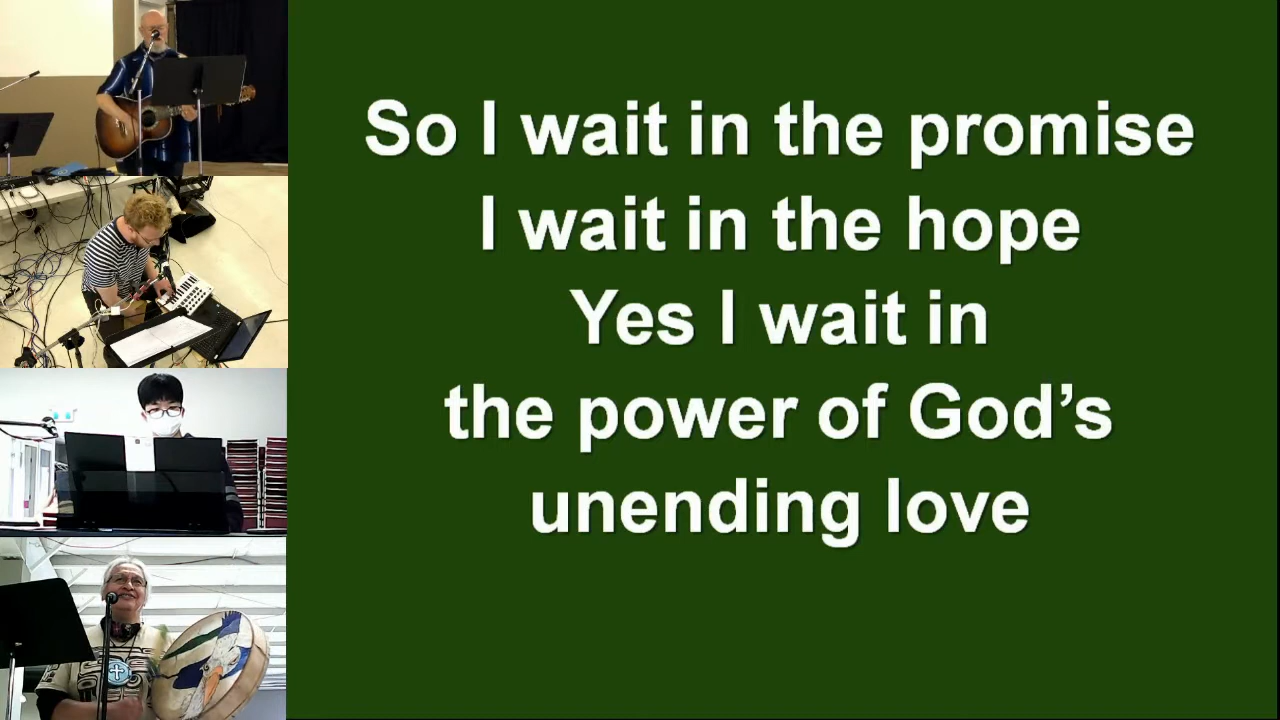 So I wait in the promise
I wait in the hope
Yes I wait in
the power of God’s
unending love